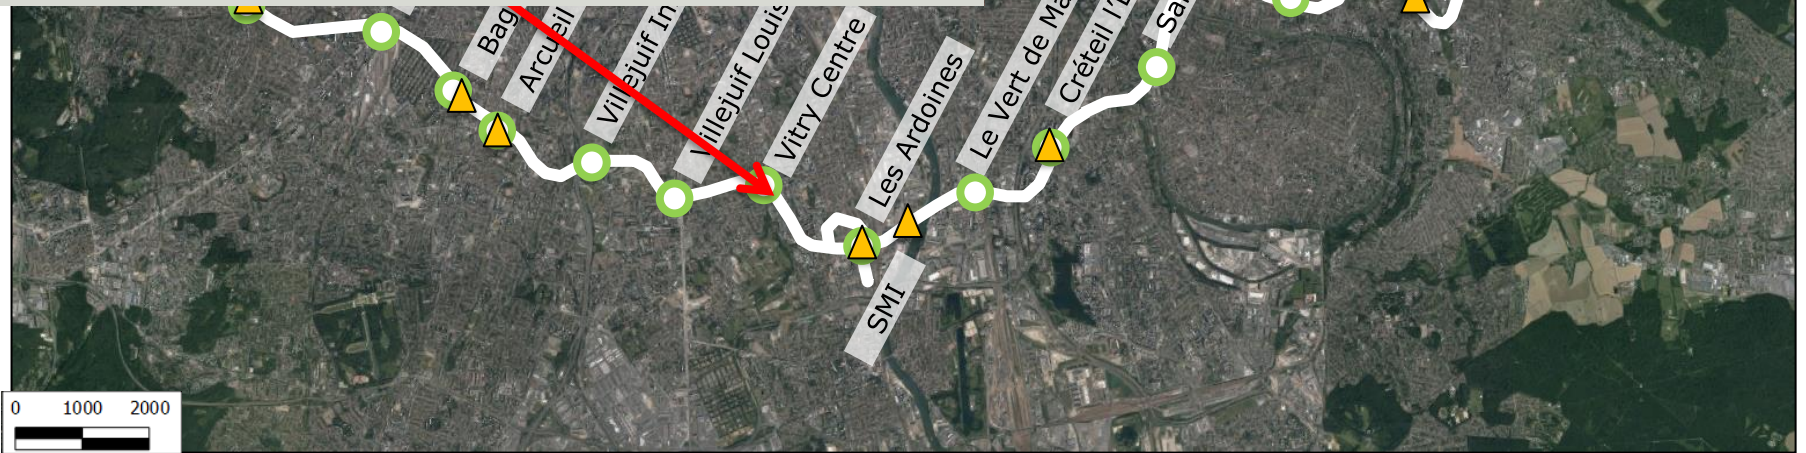 Bag
Arcueil
Villejuif In
Villejuif Louis
Vitry Centre
Les Ardoines
Le Vert de Ma
Créteil l'
Sai
SMI
0 1000 2000